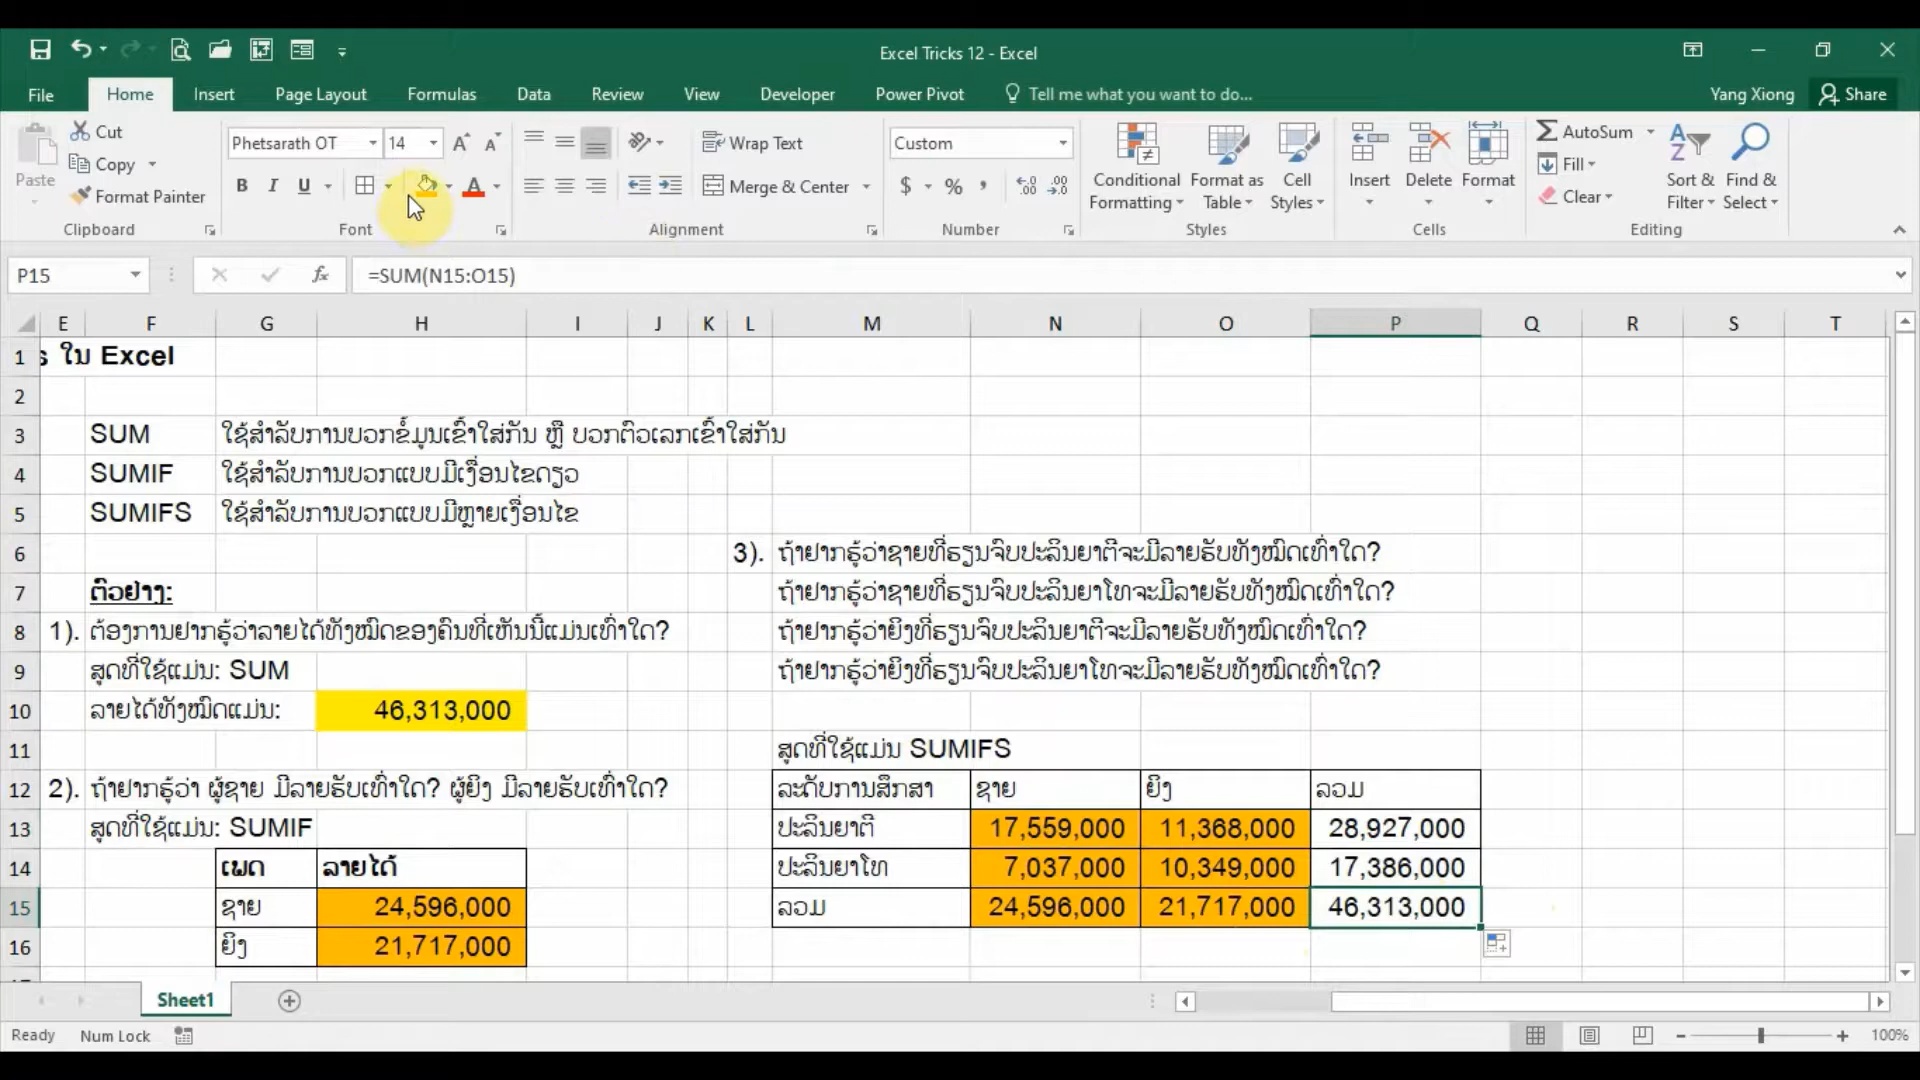 Excel Tricks 12 - Excel
File Home Insert Page Layout Formulas Data Review View Developer Power Pivot Tell me what you want to do... Yang Xiong Share
Paste Cut Copy Format Painter Clipboard
Phetsarath OT 14 B I U A Font
Wrap Text Merge & Center Alignment
Custom $ % Number
Conditional Formatting Format as Table Cell Styles Styles
Insert Delete Format Cells
AutoSum Fill Clear Sort & Filter Find & Select Editing
P15 fx =SUM(N15:O15)
E F G H I J K L M N O P Q R S T
1 ໃນ Excel
2
3 SUM ໃຊ້ສຳລັບການບວກຂໍ້ມູນເຂົ້າໃສ່ກັນ ຫຼື ບວກຕົວເລກເຂົ້າໃສ່ກັນ
4 SUMIF ໃຊ້ສຳລັບການບວກແບບມີເງື່ອນໄຂດຽວ
5 SUMIFS ໃຊ້ສຳລັບການບວກແບບມີຫຼາຍເງື່ອນໄຂ
6 3). ຖ້າຢາກຮູ້ວ່າຊາຍທີ່ຮຽນຈົບປະລິນຍາຕີຈະມີລາຍຮັບທັງໝົດເທົ່າໃດ?
7 ຕົວຢ່າງ: ຖ້າຢາກຮູ້ວ່າຊາຍທີ່ຮຽນຈົບປະລິນຍາໂທຈະມີລາຍຮັບທັງໝົດເທົ່າໃດ?
8 1). ຕ້ອງການຢາກຮູ້ວ່າລາຍໄດ້ທັງໝົດຂອງຄົນທີ່ເຫັນນີ້ແມ່ນເທົ່າໃດ? ຖ້າຢາກຮູ້ວ່າຍິງທີ່ຮຽນຈົບປະລິນຍາຕີຈະມີລາຍຮັບທັງໝົດເທົ່າໃດ?
9 ສູດທີ່ໃຊ້ແມ່ນ: SUM ຖ້າຢາກຮູ້ວ່າຍິງທີ່ຮຽນຈົບປະລິນຍາໂທຈະມີລາຍຮັບທັງໝົດເທົ່າໃດ?
10 ລາຍໄດ້ທັງໝົດແມ່ນ: 46,313,000
11 ສູດທີ່ໃຊ້ແມ່ນ SUMIFS
12 2). ຖ້າຢາກຮູ້ວ່າ ຜູ້ຊາຍ ມີລາຍຮັບເທົ່າໃດ? ຜູ້ຍິງ ມີລາຍຮັບເທົ່າໃດ? ລະດັບການສຶກສາ ຊາຍ ຍິງ ລວມ
13 ສູດທີ່ໃຊ້ແມ່ນ: SUMIF ປະລິນຍາຕີ 17,559,000 11,368,000 28,927,000
14 ເພດ ລາຍໄດ້ ປະລິນຍາໂທ 7,037,000 10,349,000 17,386,000
15 ຊາຍ 24,596,000 ລວມ 24,596,000 21,717,000 46,313,000
16 ຍິງ 21,717,000
Sheet1
Ready Num Lock 100%